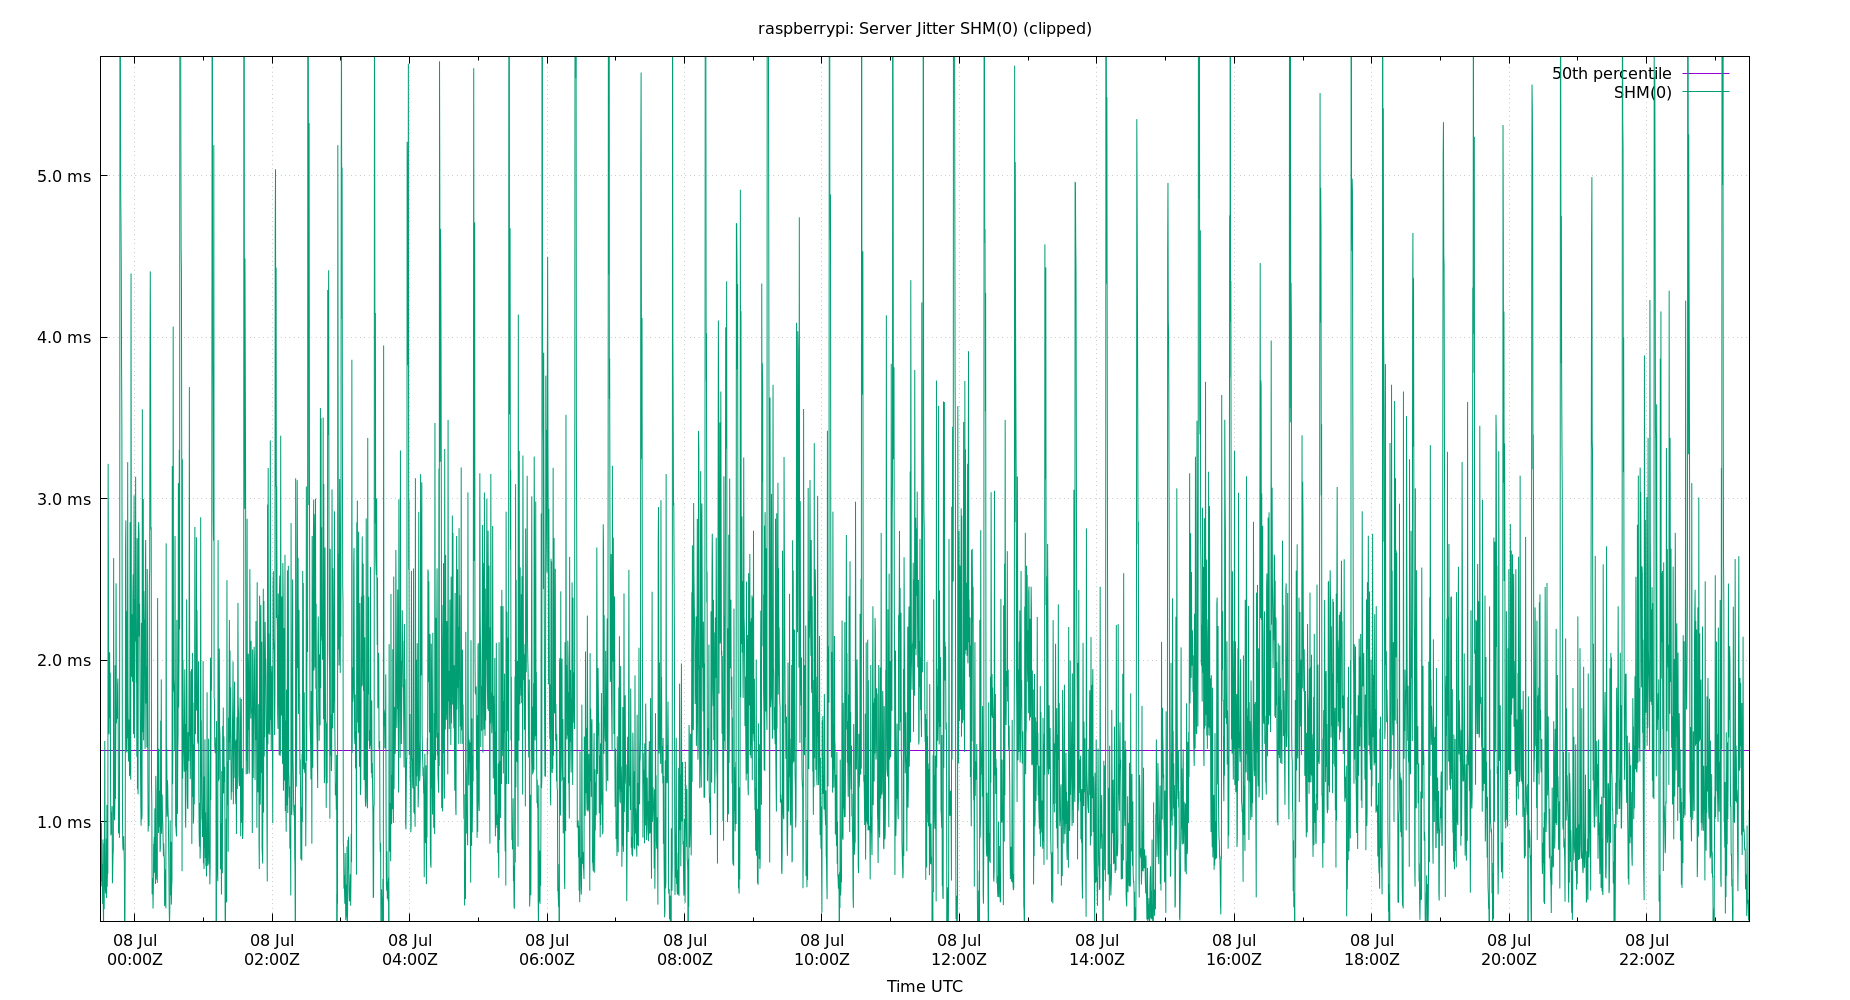 raspberrypi: Server Jitter SHM(0) (clipped)
50th percentile
SHM(0)
5.0 ms
4.0 ms
3.0 ms
2.0 ms
1.0 ms
08 Jul 08 Jul 08 Jul 08 Jul 08 Jul 08 Jul 08 Jul 08 Jul 08 Jul 08 Jul 08 Jul 08 Jul
00:00Z 02:00Z 04:00Z 06:00Z 08:00Z 10:00Z 12:00Z 14:00Z 16:00Z 18:00Z 20:00Z 22:00Z
Time UTC